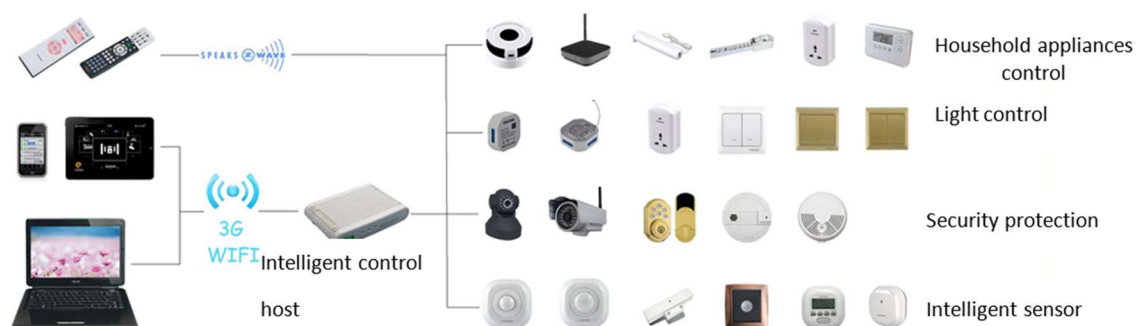 SPEAKS Z WAVE
Household appliances
control
Light control
3G
WIFI
Intelligent control
host
Security protection
Intelligent sensor